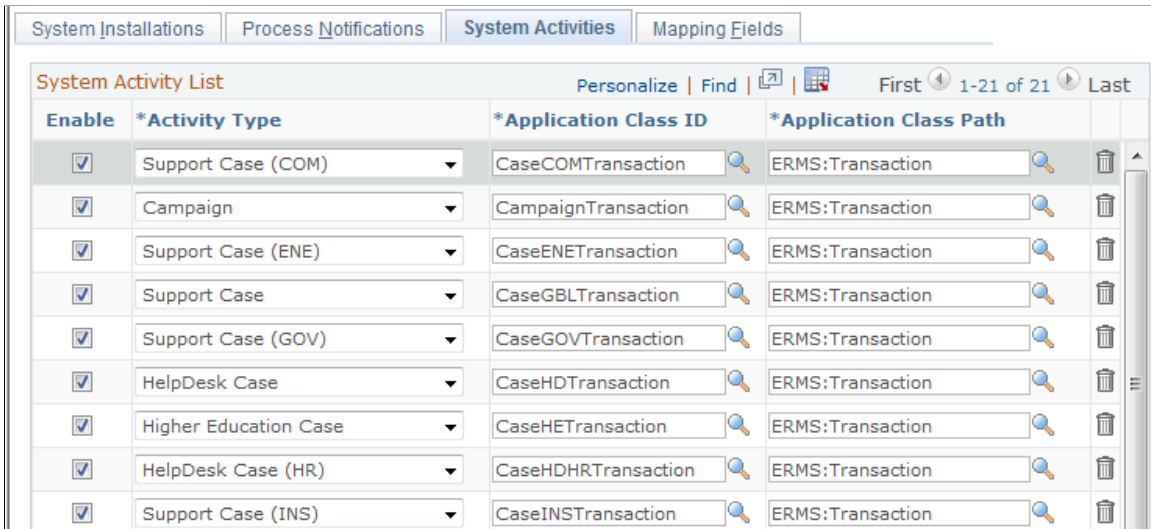 System Installations Process Notifications System Activities Mapping Fields
System Activity List Personalize | Find | | First 1-21 of 21 Last
Enable *Activity Type *Application Class ID *Application Class Path
Support Case (COM) CaseCOMTransaction ERMS:Transaction
Campaign CampaignTransaction ERMS:Transaction
Support Case (ENE) CaseENETransaction ERMS:Transaction
Support Case CaseGBLTransaction ERMS:Transaction
Support Case (GOV) CaseGOVTransaction ERMS:Transaction
HelpDesk Case CaseHDTransaction ERMS:Transaction
Higher Education Case CaseHETransaction ERMS:Transaction
HelpDesk Case (HR) CaseHDHRTransaction ERMS:Transaction
Support Case (INS) CaseINSTransaction ERMS:Transaction